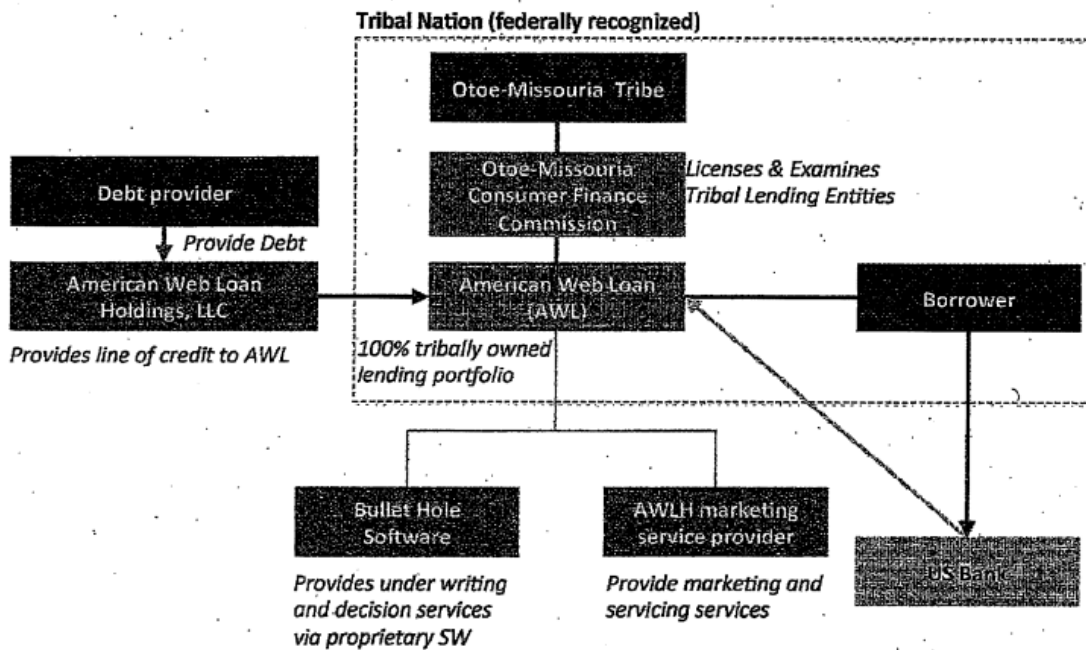 Tribal Nation (federally recognized)
Otoe-Missouria Tribe
Otoe-Missouria
Consumer Finance
Commission
Licenses & Examines
Tribal Lending Entities
Debt provider
Provide Debt
American Web Loan
Holdings, LLC
Provides line of credit to AWL
American Web Loan
(AWL)
100% tribally owned
lending portfolio
Borrower
Bullet Hole
Software
Provides under writing
and decision services
via proprietary SW
AWLH marketing
service provider
Provide marketing and
servicing services
US Bank